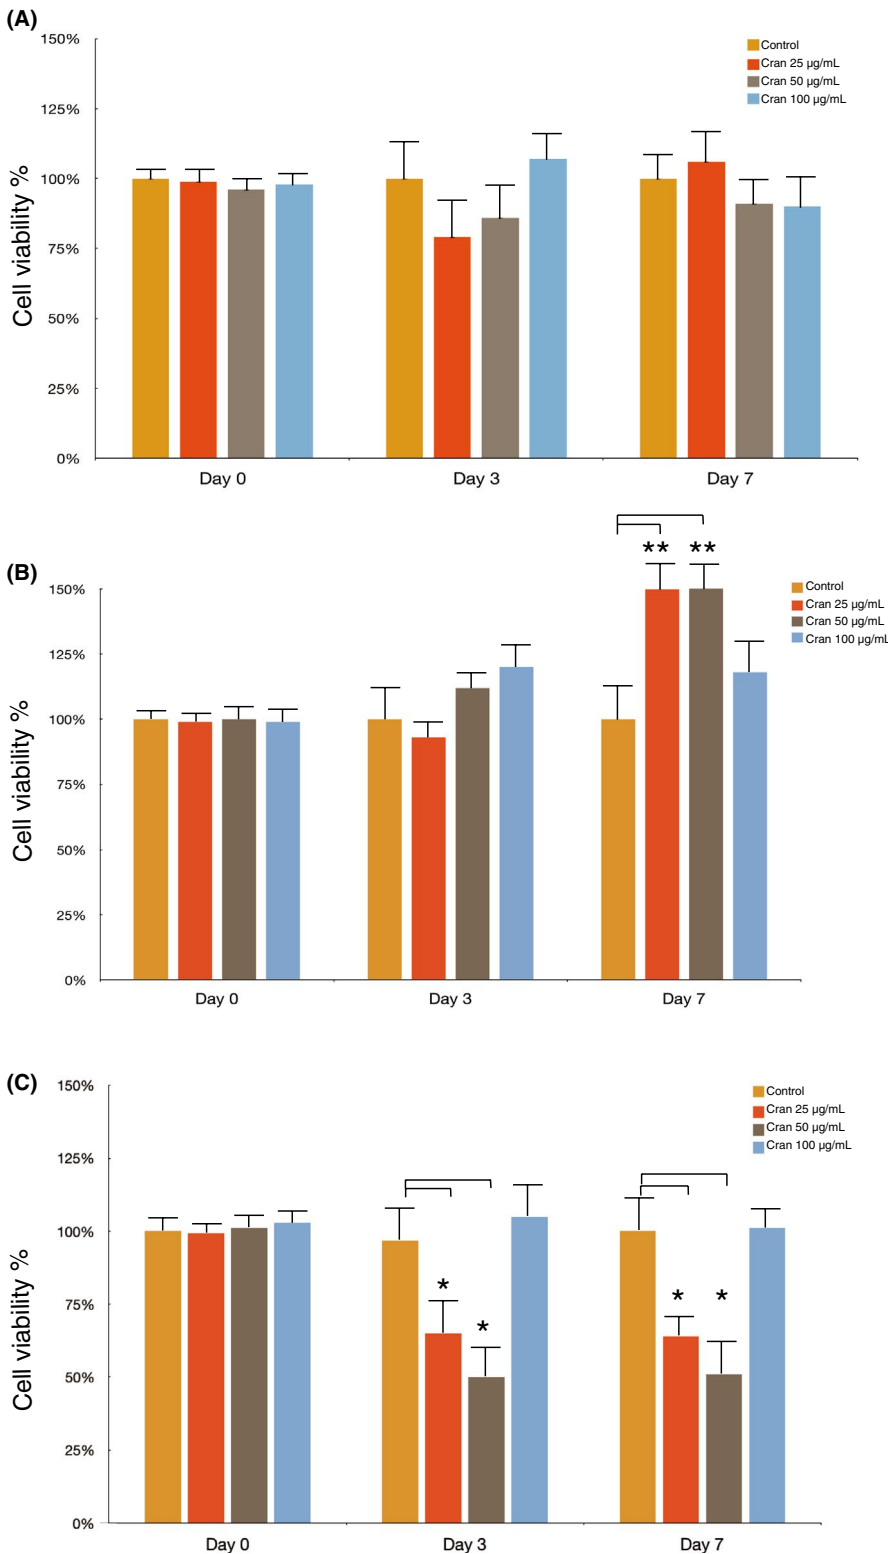 (A)
150%
125%
100%
75%
50%
25%
0%
Cell viability %
Control
Cran 25 µg/mL
Cran 50 µg/mL
Cran 100 µg/mL
Day 0
Day 3
Day 7
(B)
150%
125%
100%
75%
50%
25%
0%
Cell viability %
** **
Control
Cran 25 µg/mL
Cran 50 µg/mL
Cran 100 µg/mL
Day 0
Day 3
Day 7
(C)
150%
125%
100%
75%
50%
25%
0%
Cell viability %
Control
Cran 25 µg/mL
Cran 50 µg/mL
Cran 100 µg/mL
* * * *
Day 0
Day 3
Day 7